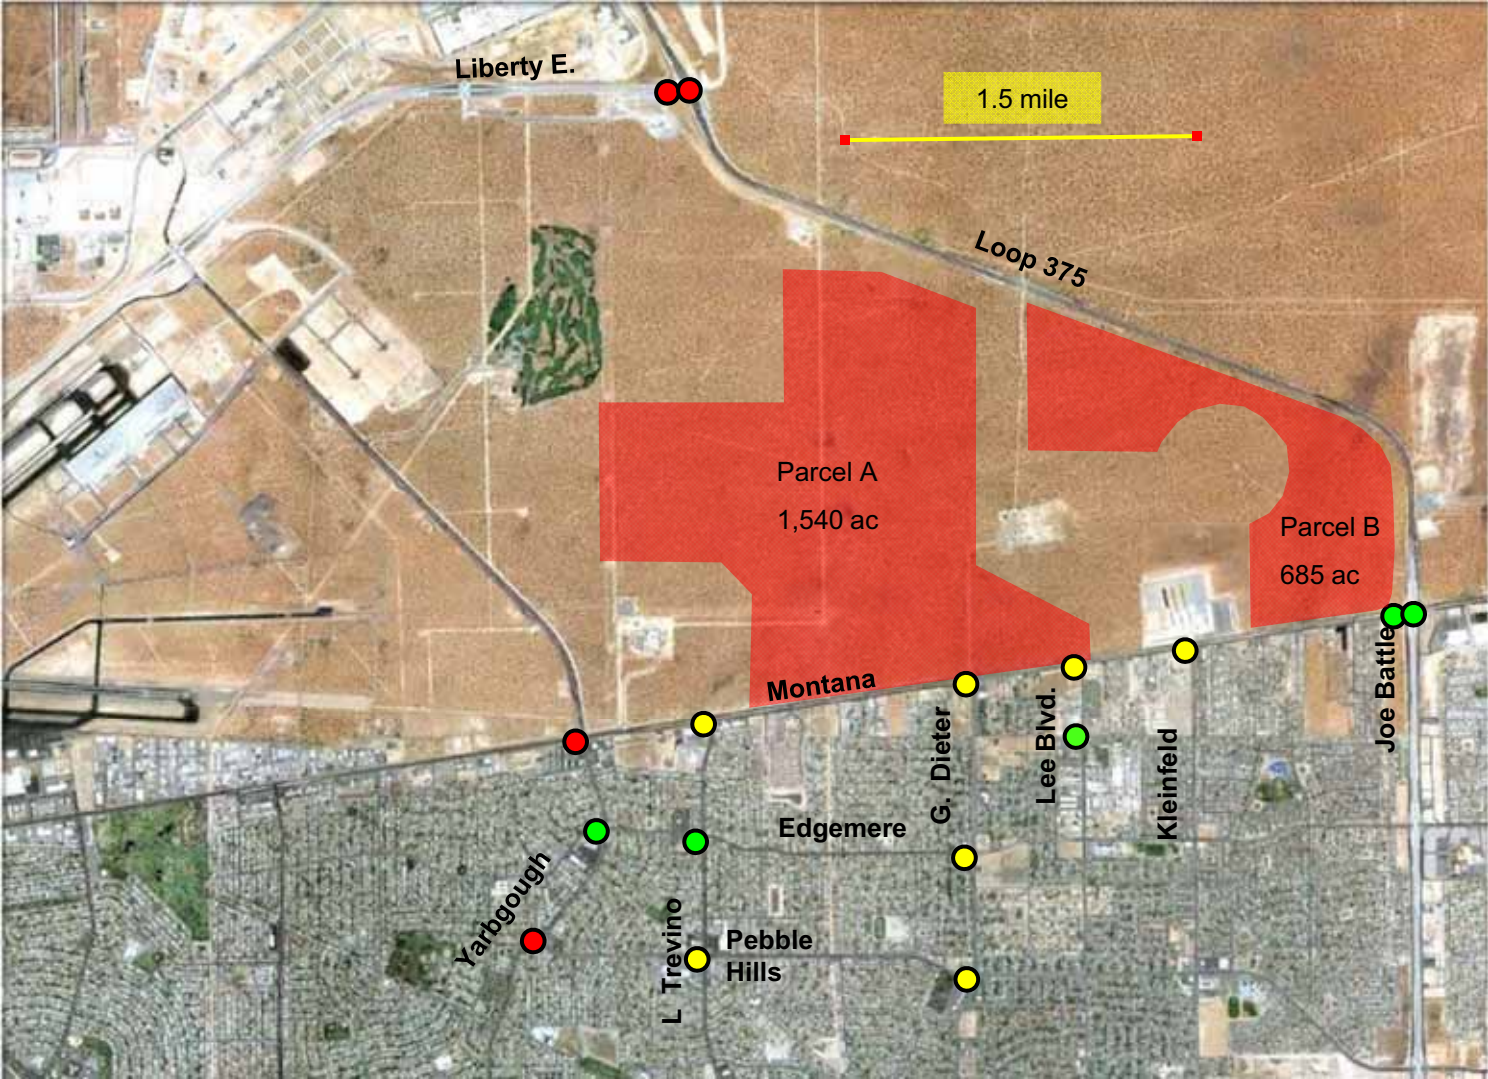 Liberty E.
1.5 mile
Loop 375
Parcel A
1,540 ac
Parcel B
685 ac
Montana
G. Dieter
Lee Blvd.
Kleinfeld
Joe Battle
Edgemere
Yarbgough
L Trevino
Pebble
Hills